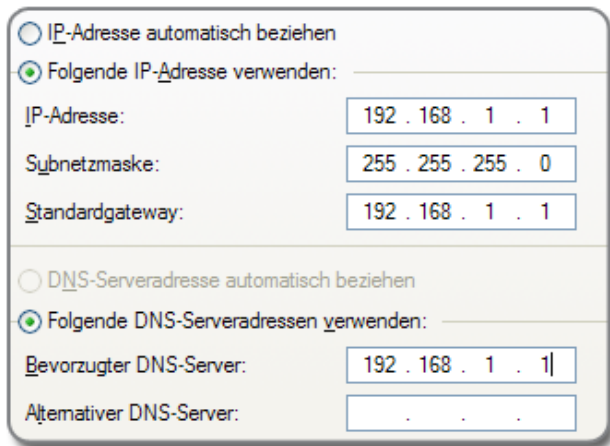 IP-Adresse automatisch beziehen
Folgende IP-Adresse verwenden:
IP-Adresse: 192 . 168 . 1 . 1
Subnetzmaske: 255 . 255 . 255 . 0
Standardgateway: 192 . 168 . 1 . 1
DNS-Serveradresse automatisch beziehen
Folgende DNS-Serveradressen verwenden:
Bevorzugter DNS-Server: 192 . 168 . 1 . 1
Alternativer DNS-Server: . . .